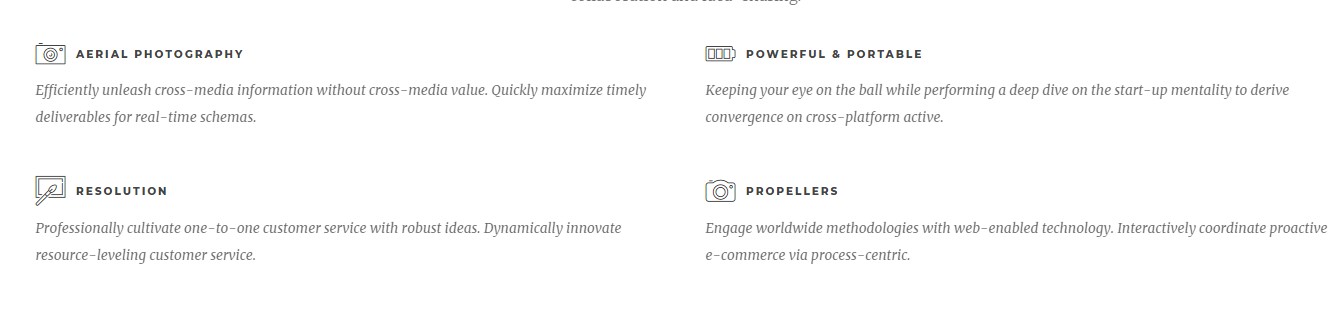 AERIAL PHOTOGRAPHY
Efficiently unleash cross-media information without cross-media value. Quickly maximize timely
deliverables for real-time schemas.
POWERFUL & PORTABLE
Keeping your eye on the ball while performing a deep dive on the start-up mentality to derive
convergence on cross-platform active.
RESOLUTION
Professionally cultivate one-to-one customer service with robust ideas. Dynamically innovate
resource-leveling customer service.
PROPELLERS
Engage worldwide methodologies with web-enabled technology. Interactively coordinate proactive
e-commerce via process-centric.